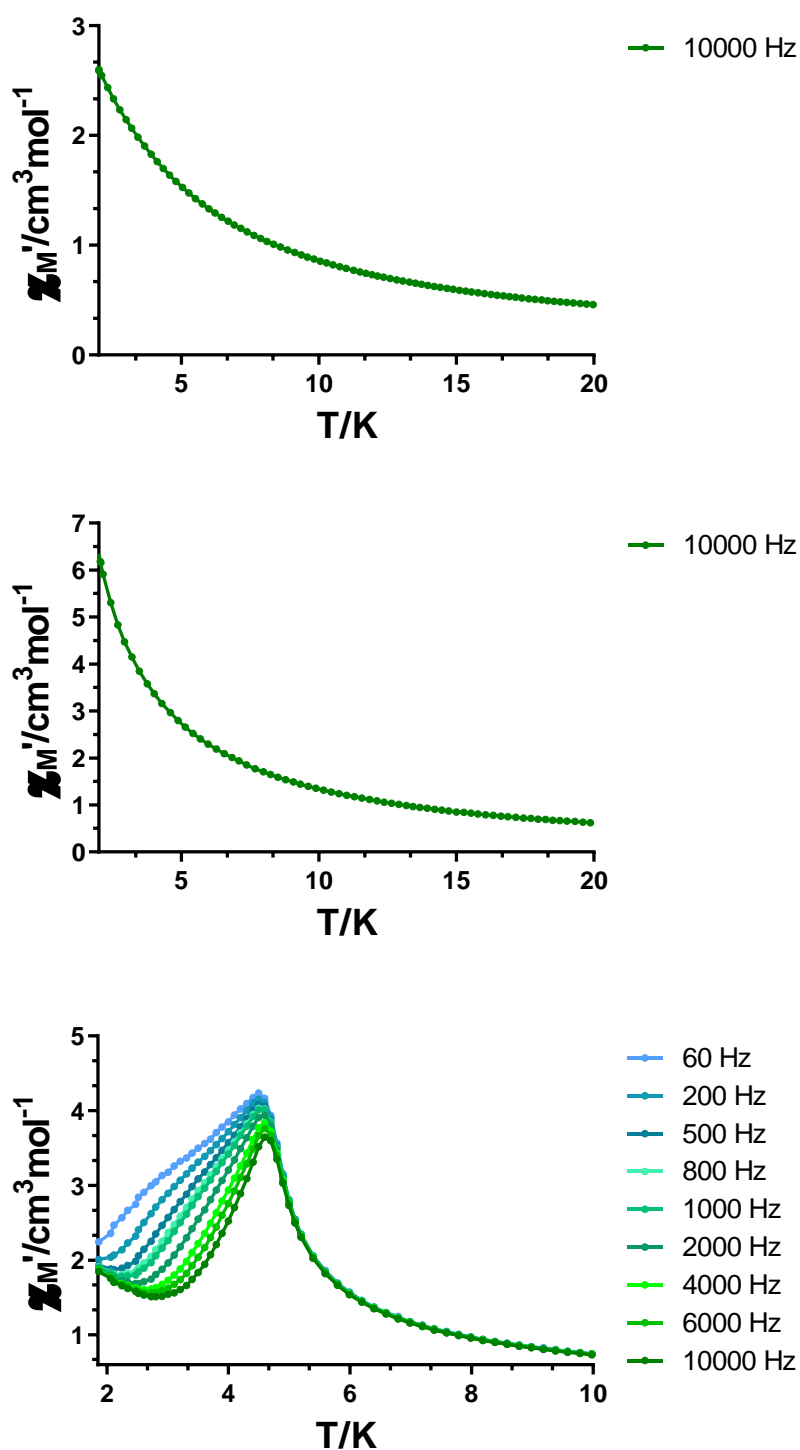 3
2
1
0
5 10 15 20
T/K
χM'/cm³mol⁻¹
10000 Hz
7
6
5
4
3
2
1
0
5 10 15 20
T/K
χM'/cm³mol⁻¹
10000 Hz
5
4
3
2
1
2 4 6 8 10
T/K
χM'/cm³mol⁻¹
60 Hz
200 Hz
500 Hz
800 Hz
1000 Hz
2000 Hz
4000 Hz
6000 Hz
10000 Hz